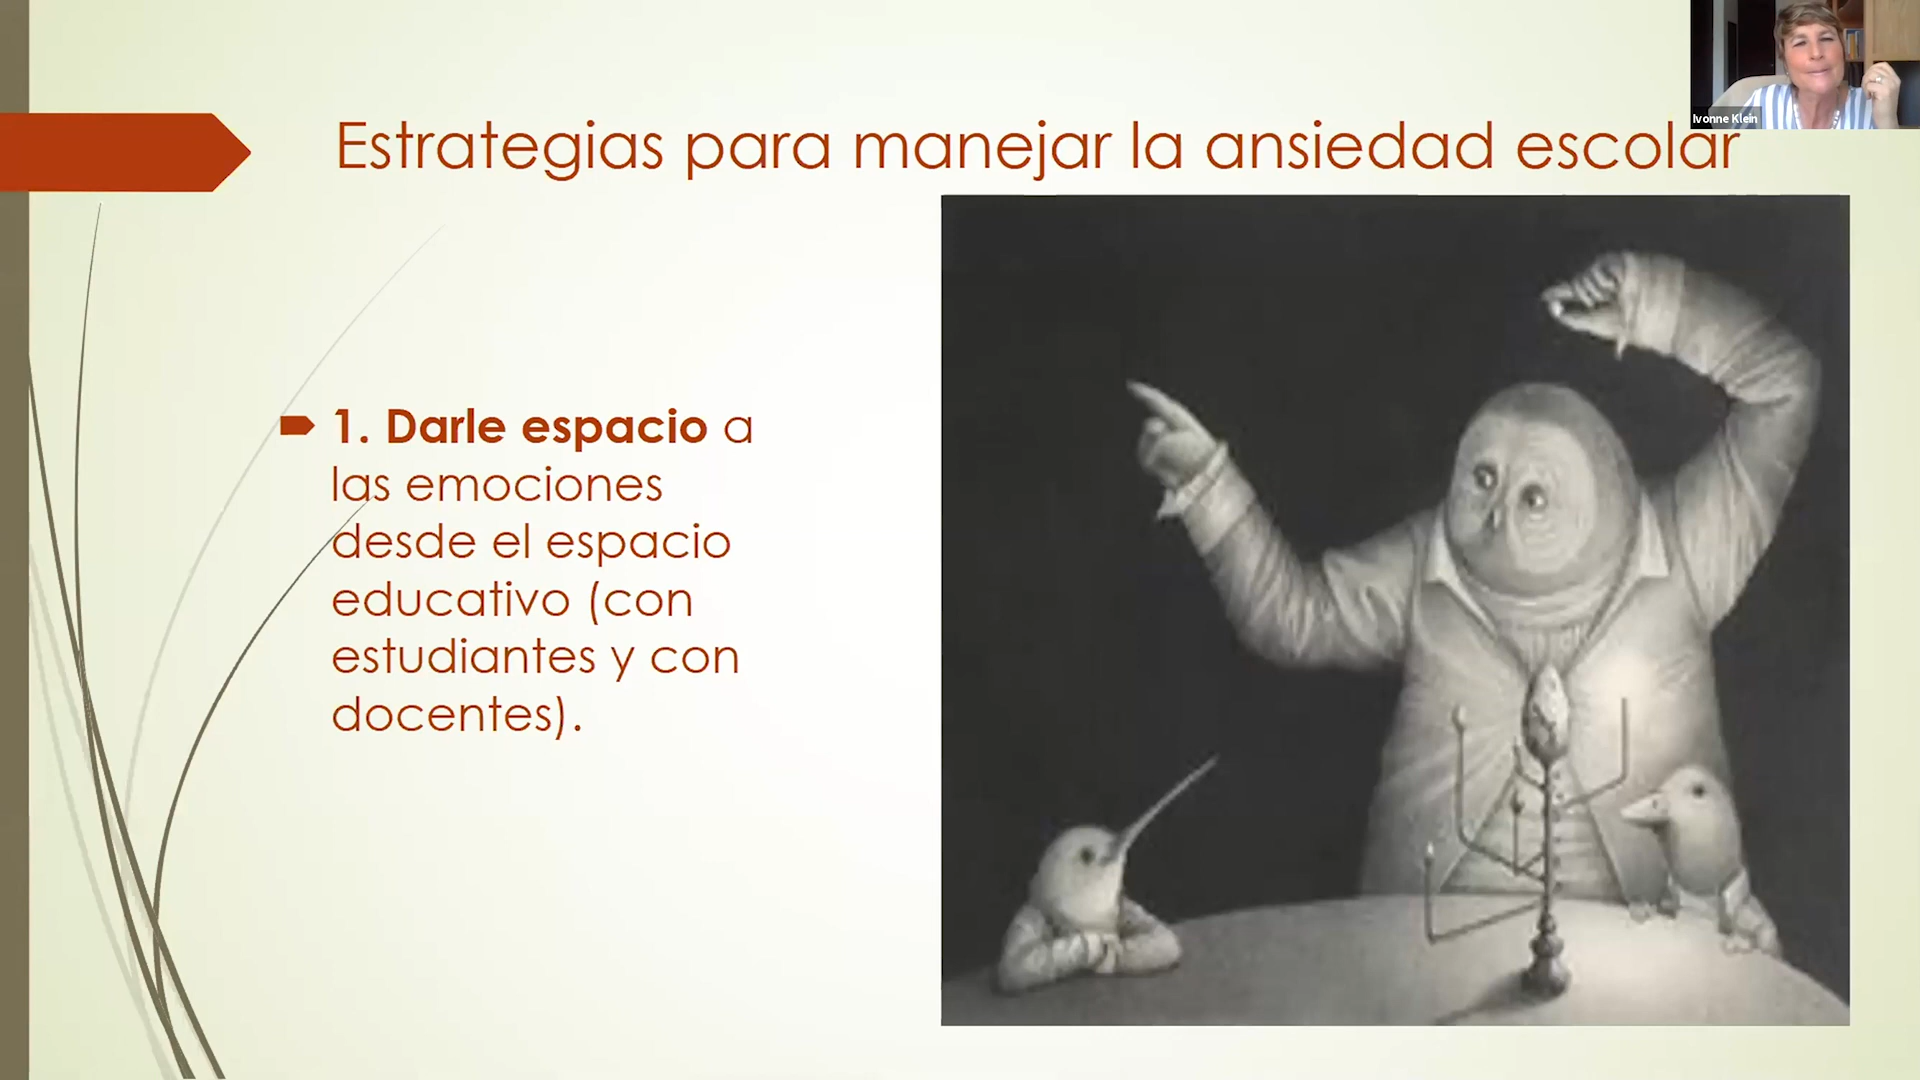 Ivonne Klein
Estrategias para manejar la ansiedad escolar
1. Darle espacio a
las emociones
desde el espacio
educativo (con
estudiantes y con
docentes).